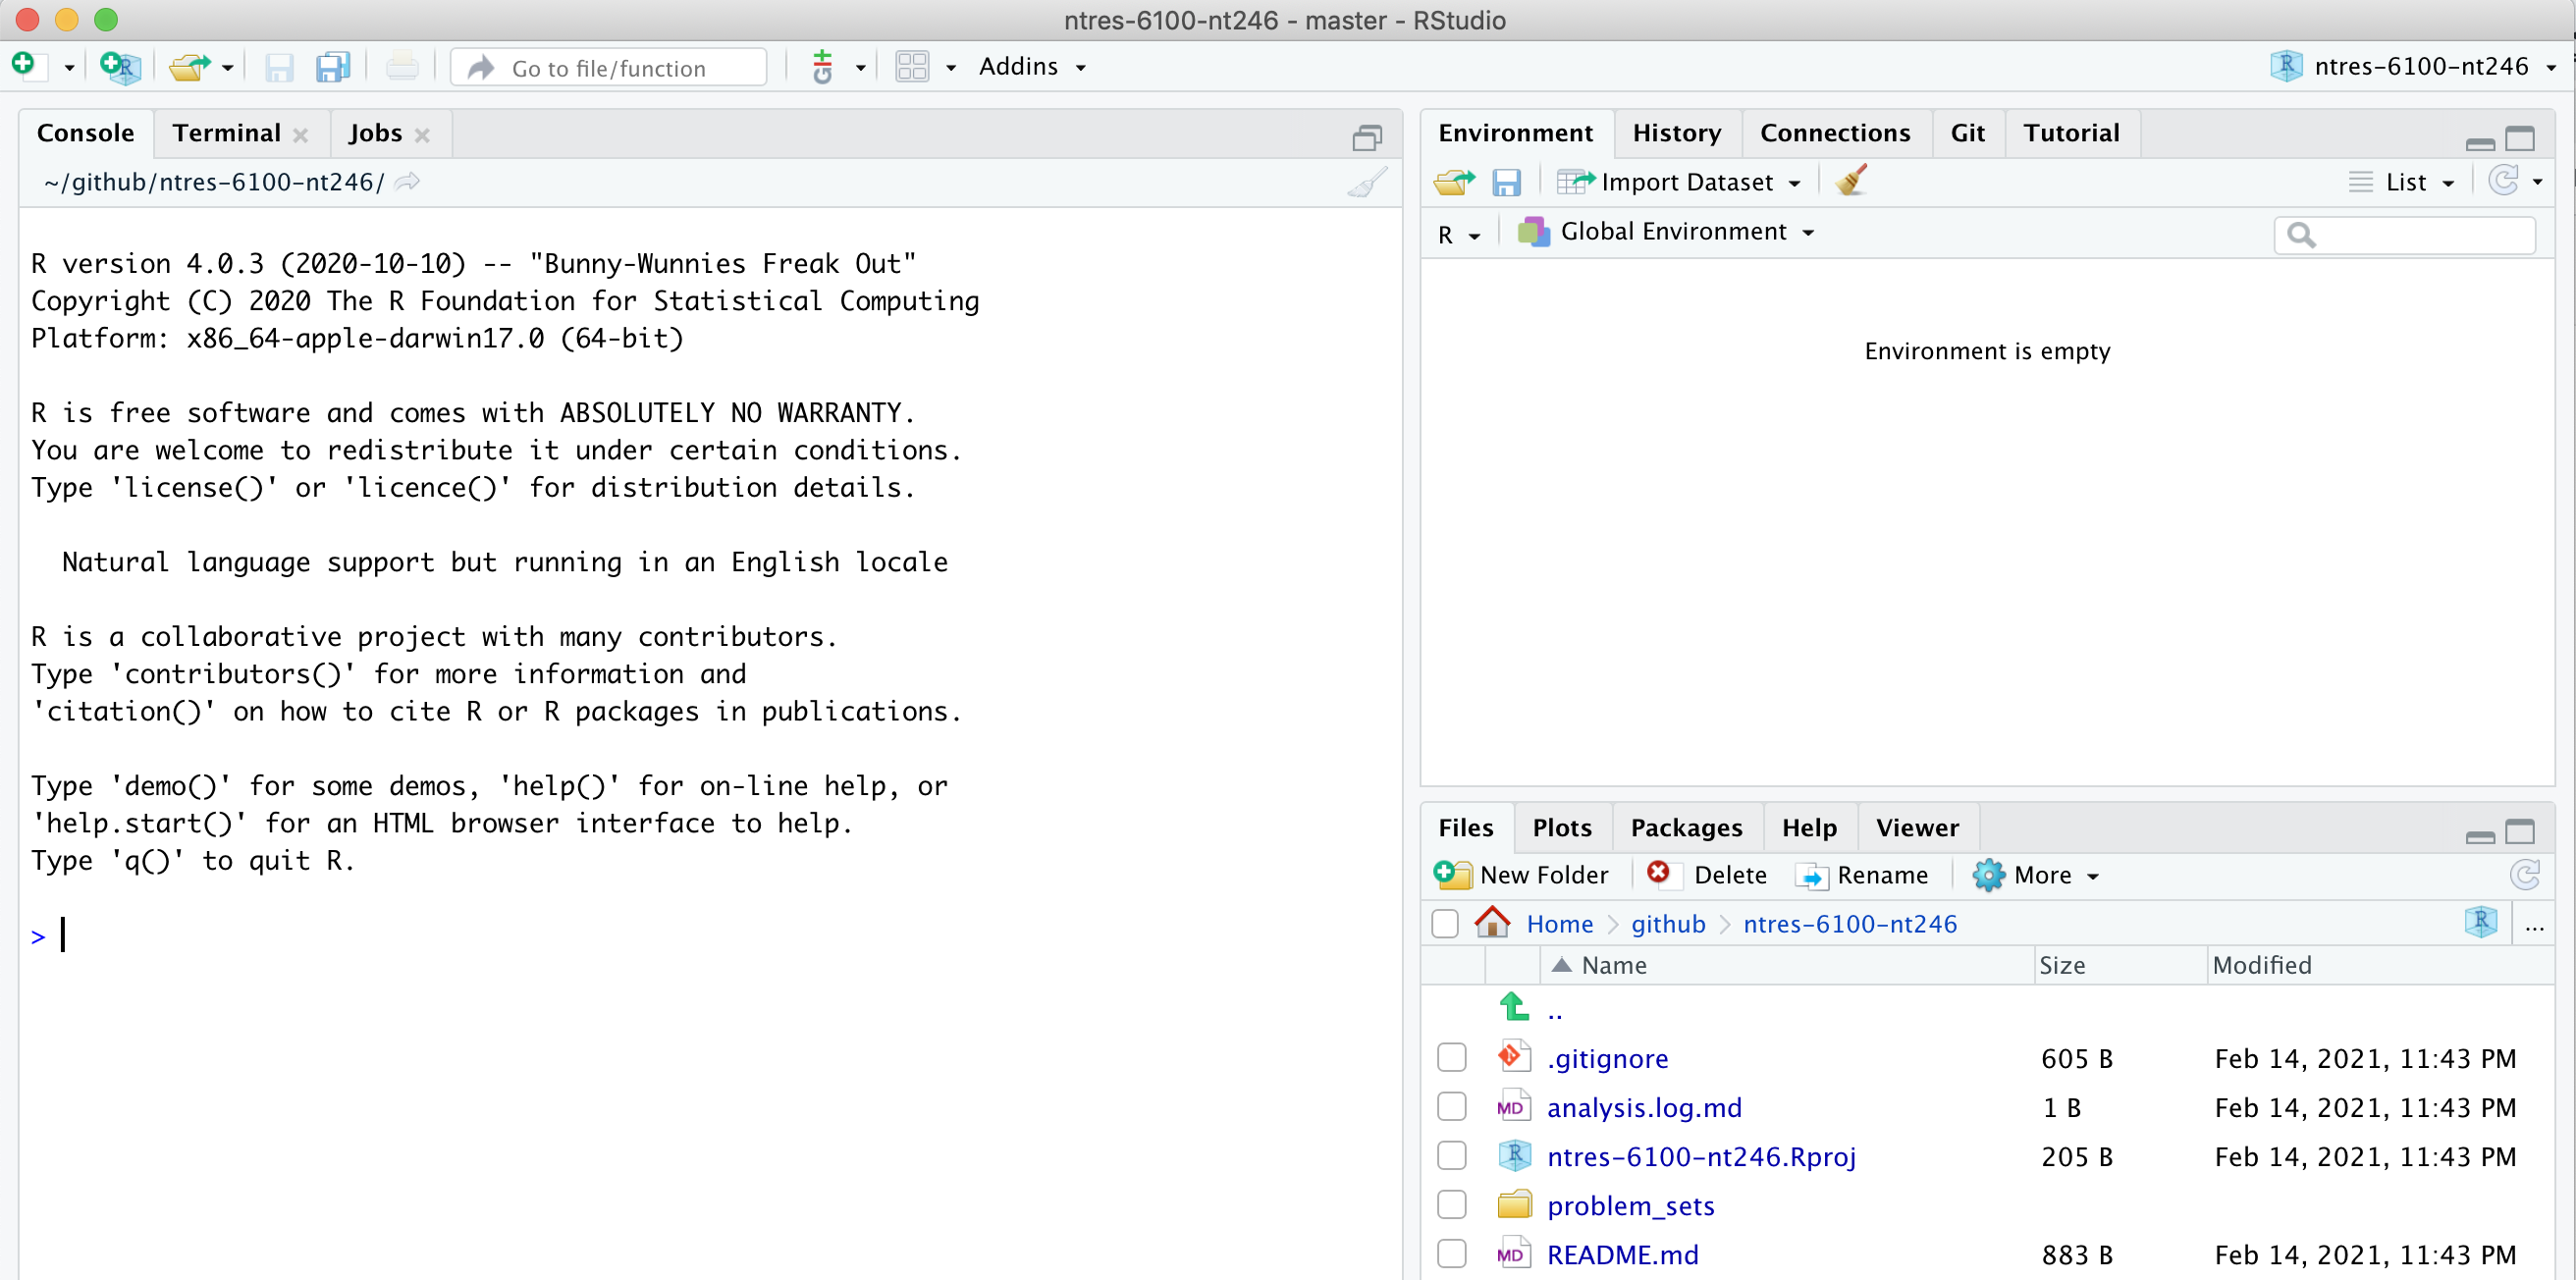 ntres-6100-nt246 - master - RStudio
Go to file/function
Addins
ntres-6100-nt246
Console Terminal Jobs
~/github/ntres-6100-nt246/
R version 4.0.3 (2020-10-10) -- "Bunny-Wunnies Freak Out"
Copyright (C) 2020 The R Foundation for Statistical Computing
Platform: x86_64-apple-darwin17.0 (64-bit)
R is free software and comes with ABSOLUTELY NO WARRANTY.
You are welcome to redistribute it under certain conditions.
Type 'license()' or 'licence()' for distribution details.
Natural language support but running in an English locale
R is a collaborative project with many contributors.
Type 'contributors()' for more information and
'citation()' on how to cite R or R packages in publications.
Type 'demo()' for some demos, 'help()' for on-line help, or
'help.start()' for an HTML browser interface to help.
Type 'q()' to quit R.
>
Environment History Connections Git Tutorial
Import Dataset List
R Global Environment
Environment is empty
Files Plots Packages Help Viewer
New Folder Delete Rename More
Home > github > ntres-6100-nt246 ...
Name Size Modified
..
.gitignore 605 B Feb 14, 2021, 11:43 PM
analysis.log.md 1 B Feb 14, 2021, 11:43 PM
ntres-6100-nt246.Rproj 205 B Feb 14, 2021, 11:43 PM
problem_sets
README.md 883 B Feb 14, 2021, 11:43 PM